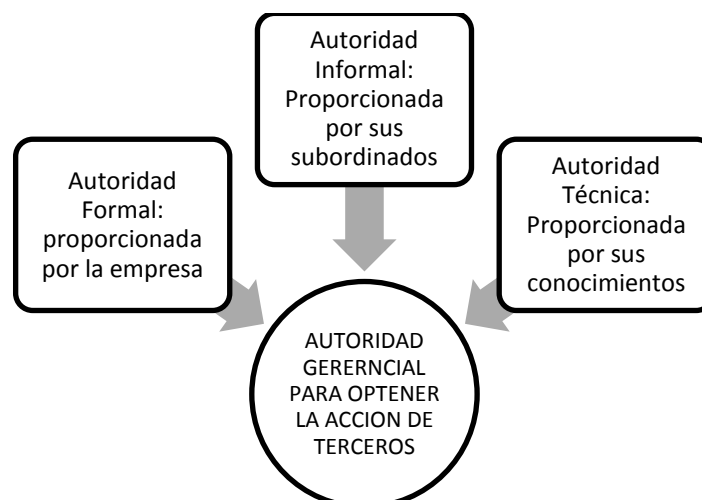 Autoridad
Informal:
Proporcionada
por sus
subordinados
Autoridad
Formal:
proporcionada
por la empresa
Autoridad
Técnica:
Proporcionada
por sus
conocimientos
AUTORIDAD
GERERNCIAL
PARA OPTENER
LA ACCION DE
TERCEROS